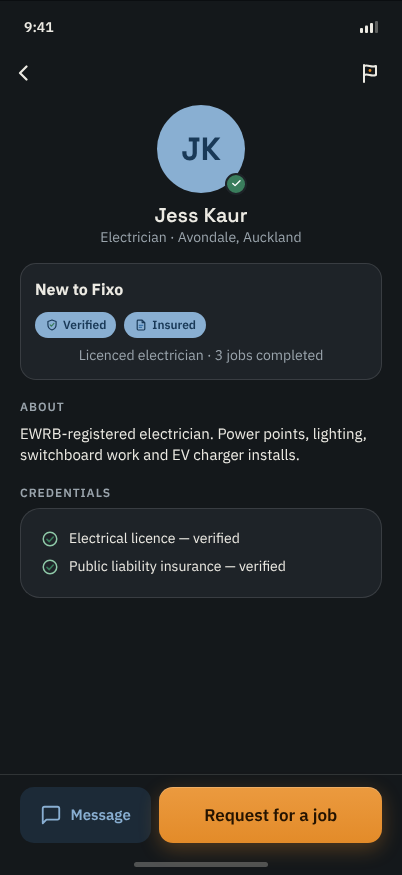 9:41
JK
Jess Kaur
Electrician · Avondale, Auckland
New to Fixo
Verified Insured
Licenced electrician · 3 jobs completed
ABOUT
EWRB-registered electrician. Power points, lighting,
switchboard work and EV charger installs.
CREDENTIALS
Electrical licence — verified
Public liability insurance — verified
Message Request for a job